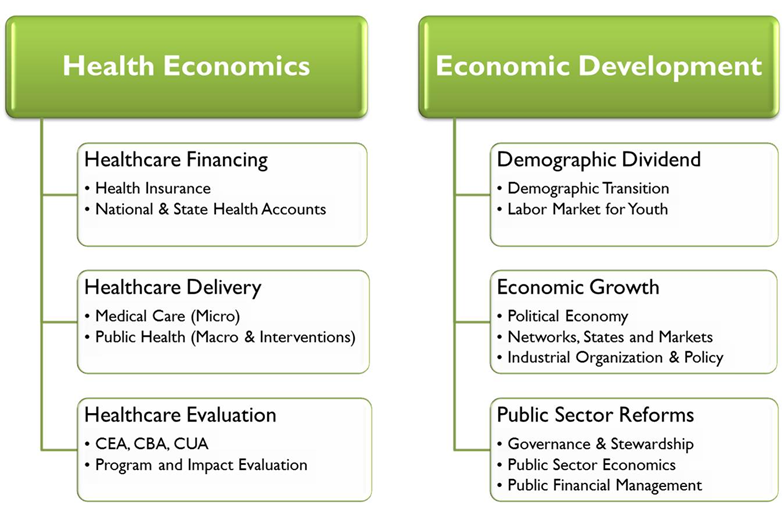 Health Economics
Healthcare Financing
• Health Insurance
• National & State Health Accounts
Healthcare Delivery
• Medical Care (Micro)
• Public Health (Macro & Interventions)
Healthcare Evaluation
• CEA, CBA, CUA
• Program and Impact Evaluation
Economic Development
Demographic Dividend
• Demographic Transition
• Labor Market for Youth
Economic Growth
• Political Economy
• Networks, States and Markets
• Industrial Organization & Policy
Public Sector Reforms
• Governance & Stewardship
• Public Sector Economics
• Public Financial Management